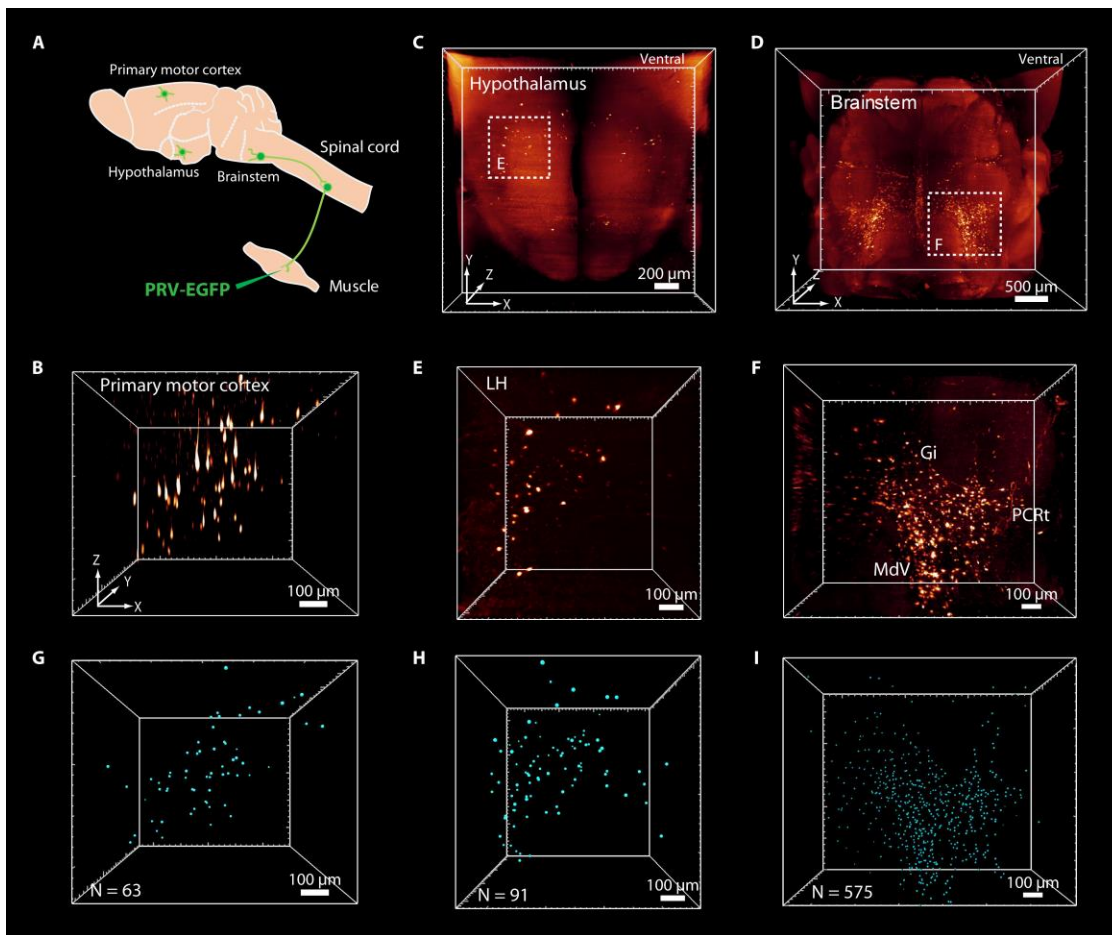 A
Primary motor cortex
Spinal cord
Hypothalamus
Brainstem
PRV-EGFP
Muscle
C
Ventral
Hypothalamus
E
Y
Z
X
200 µm
D
Ventral
Brainstem
F
Y
Z
X
500 µm
B
Primary motor cortex
Z
Y
X
100 µm
E
LH
100 µm
F
Gi
PCRt
MdV
100 µm
G
N = 63
100 µm
H
N = 91
100 µm
I
N = 575
100 µm